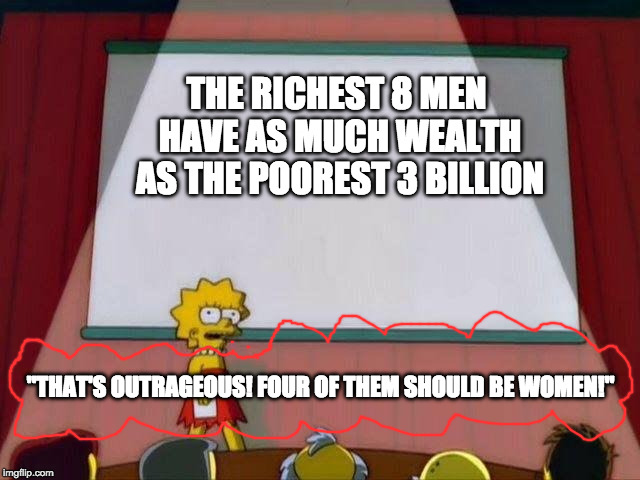 THE RICHEST 8 MEN
HAVE AS MUCH WEALTH
AS THE POOREST 3 BILLION
"THAT'S OUTRAGEOUS! FOUR OF THEM SHOULD BE WOMEN!"
imgflip.com